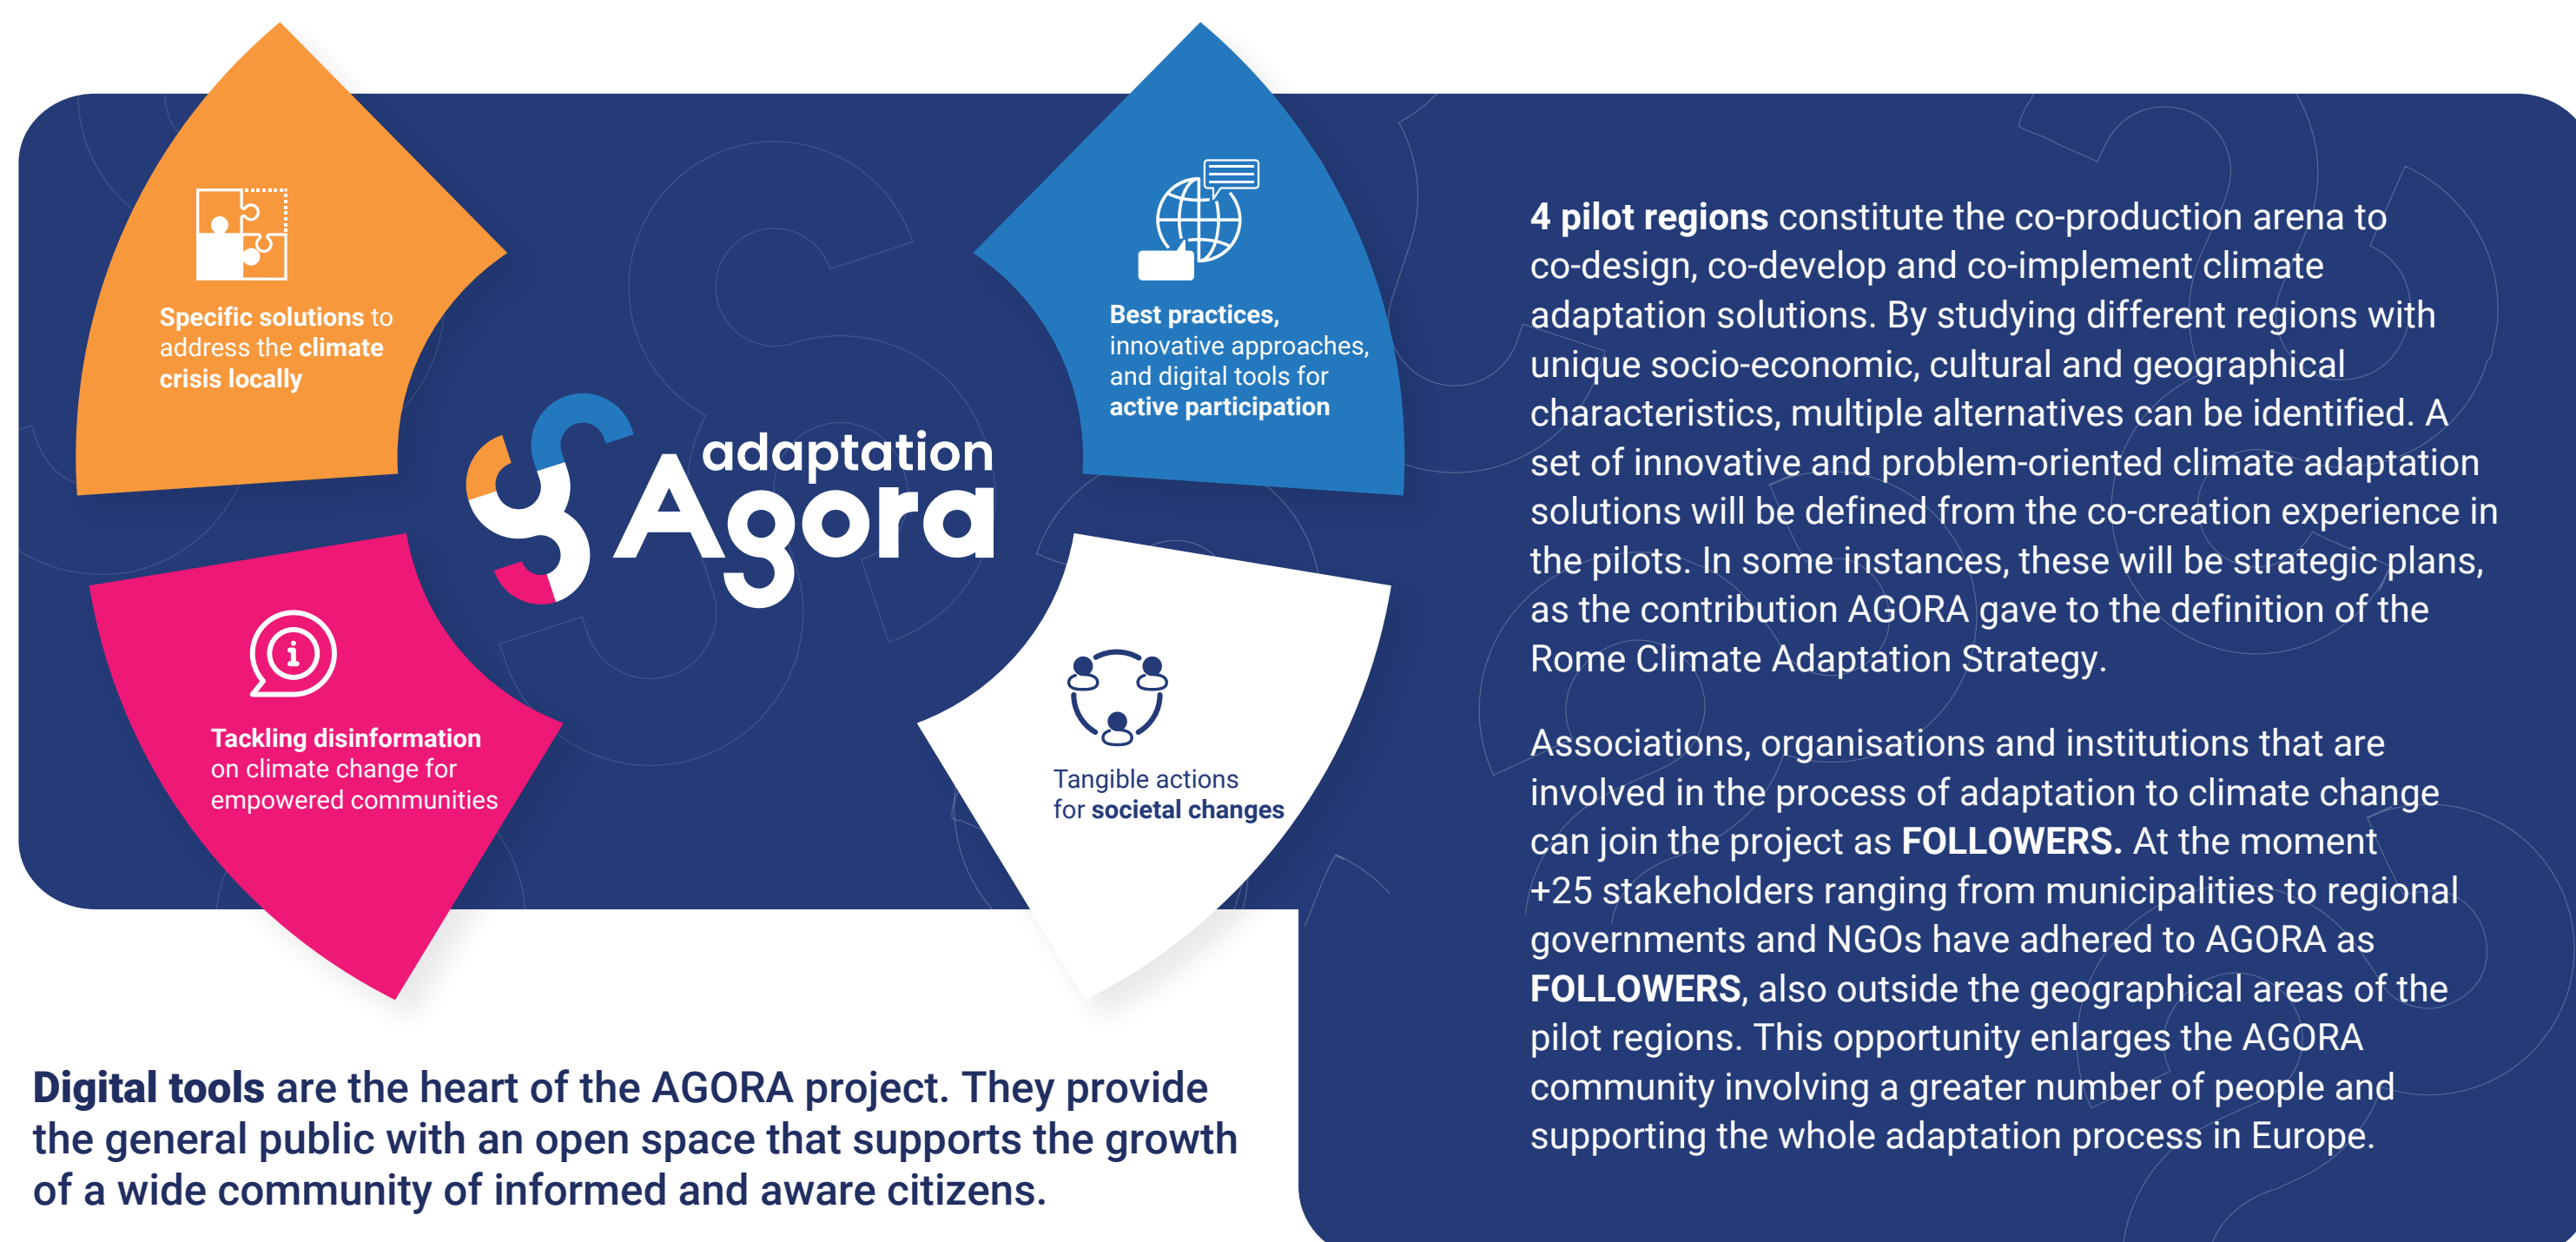 Specific solutions to
address the climate
crisis locally
Best practices,
innovative approaches,
and digital tools for
active participation
adaptation
Agora
Tackling disinformation
on climate change for
empowered communities
Tangible actions
for societal changes
Digital tools are the heart of the AGORA project. They provide
the general public with an open space that supports the growth
of a wide community of informed and aware citizens.
4 pilot regions constitute the co-production arena to
co-design, co-develop and co-implement climate
adaptation solutions. By studying different regions with
unique socio-economic, cultural and geographical
characteristics, multiple alternatives can be identified. A
set of innovative and problem-oriented climate adaptation
solutions will be defined from the co-creation experience in
the pilots. In some instances, these will be strategic plans,
as the contribution AGORA gave to the definition of the
Rome Climate Adaptation Strategy.
Associations, organisations and institutions that are
involved in the process of adaptation to climate change
can join the project as FOLLOWERS. At the moment
+25 stakeholders ranging from municipalities to regional
governments and NGOs have adhered to AGORA as
FOLLOWERS, also outside the geographical areas of the
pilot regions. This opportunity enlarges the AGORA
community involving a greater number of people and
supporting the whole adaptation process in Europe.